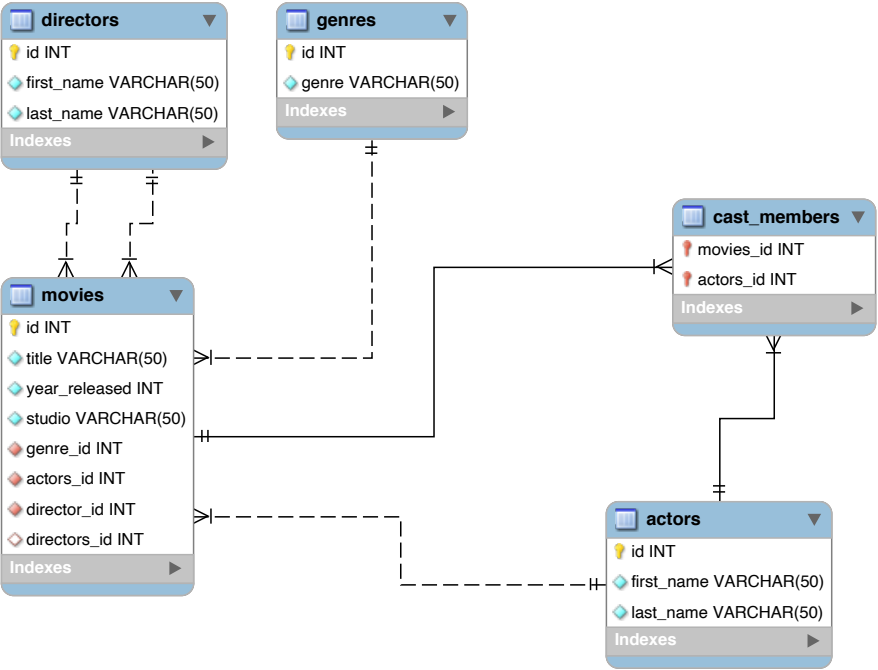 directors
id INT
first_name VARCHAR(50)
last_name VARCHAR(50)
Indexes
genres
id INT
genre VARCHAR(50)
Indexes
cast_members
movies_id INT
actors_id INT
Indexes
movies
id INT
title VARCHAR(50)
year_released INT
studio VARCHAR(50)
genre_id INT
actors_id INT
director_id INT
directors_id INT
Indexes
actors
id INT
first_name VARCHAR(50)
last_name VARCHAR(50)
Indexes